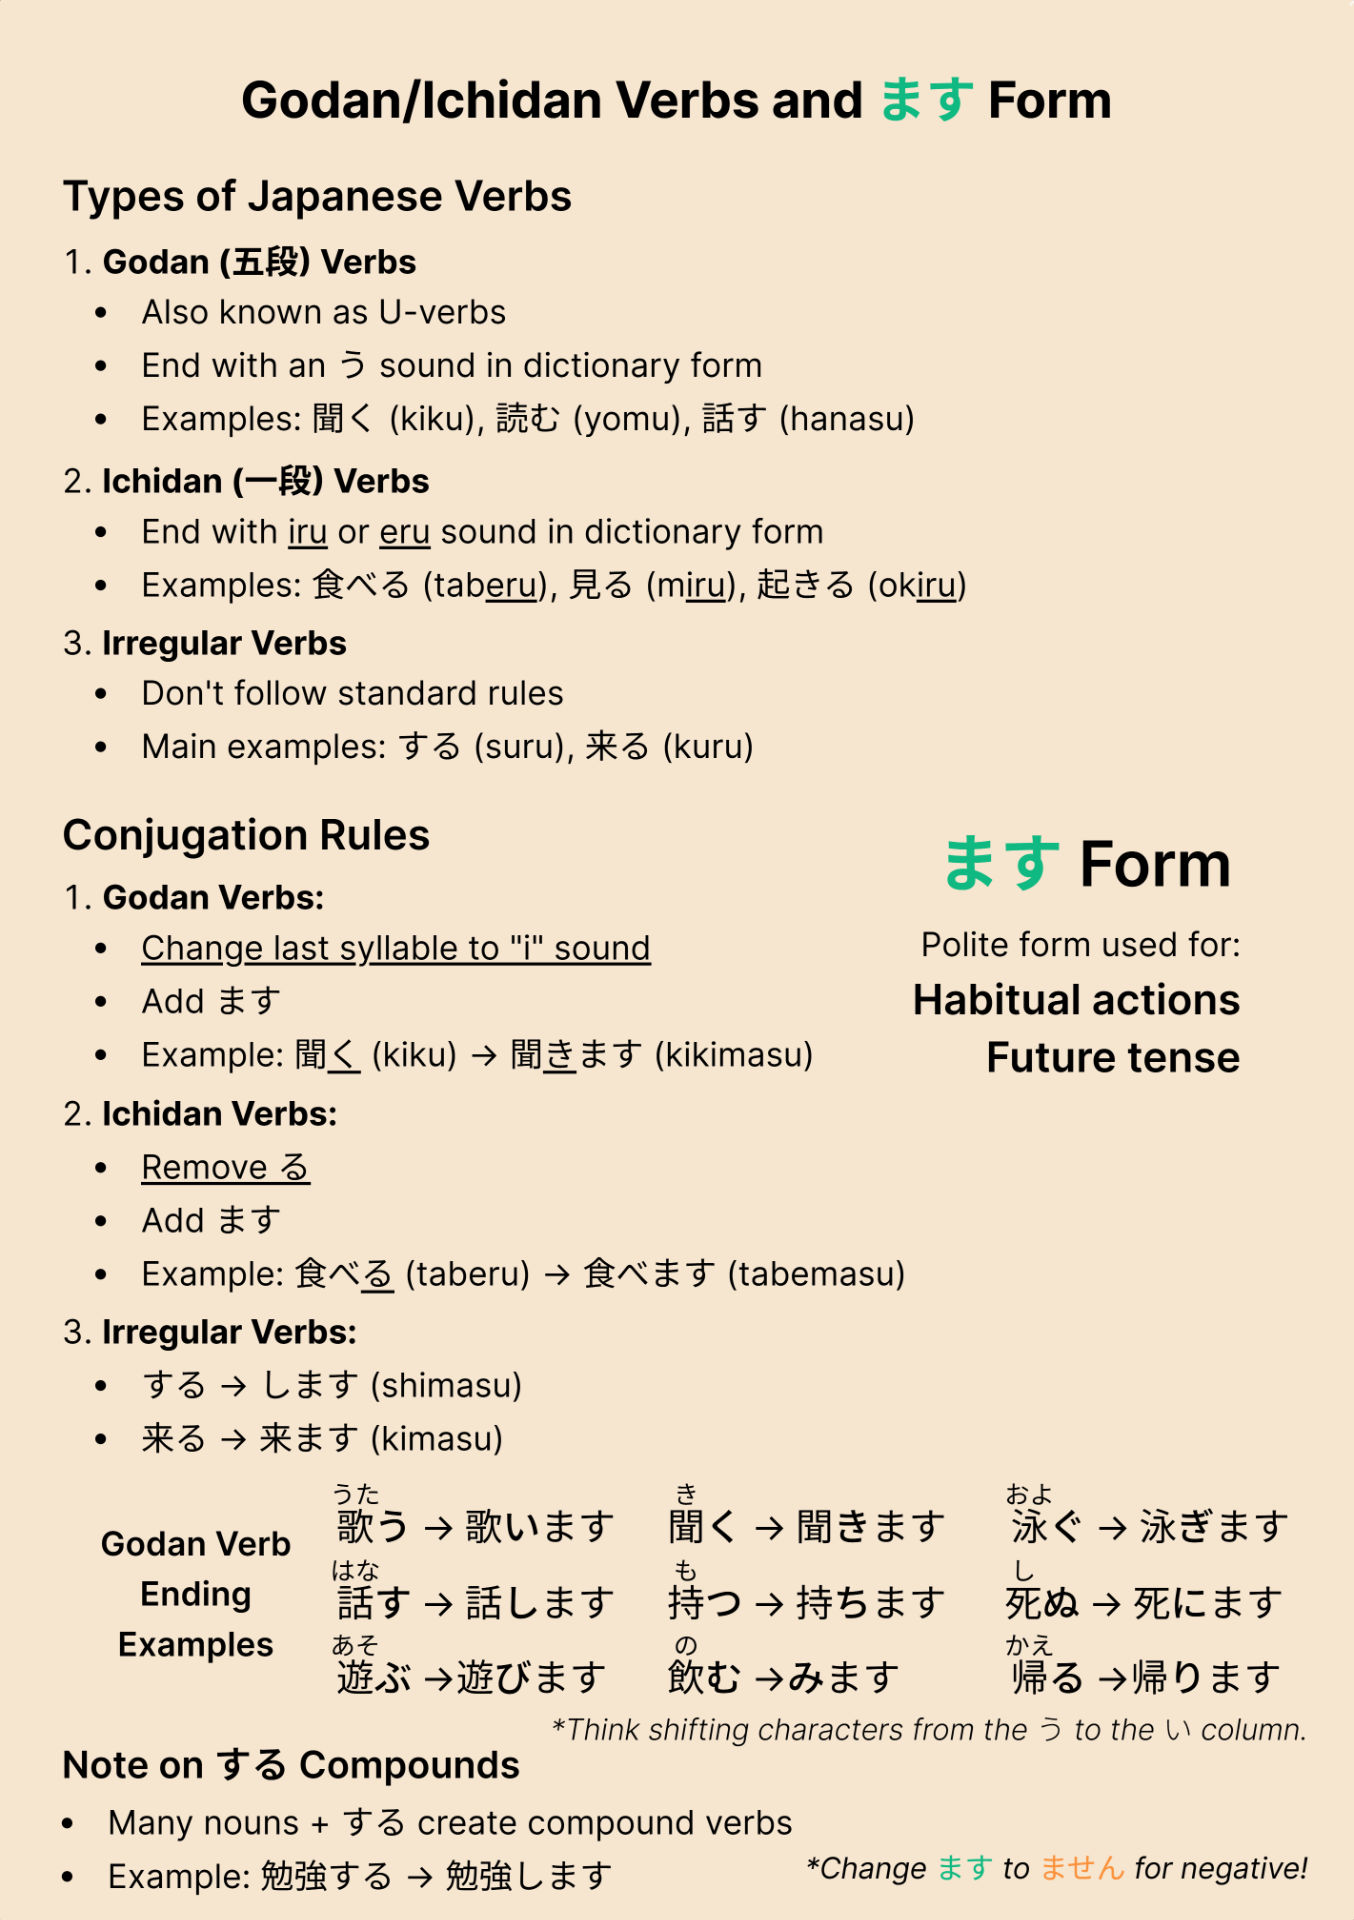 Godan/Ichidan Verbs and ます Form
Types of Japanese Verbs
1. Godan (五段) Verbs
• Also known as U-verbs
• End with an う sound in dictionary form
• Examples: 聞く (kiku), 読む (yomu), 話す (hanasu)
2. Ichidan (一段) Verbs
• End with iru or eru sound in dictionary form
• Examples: 食べる (taberu), 見る (miru), 起きる (okiru)
3. Irregular Verbs
• Don't follow standard rules
• Main examples: する (suru), 来る (kuru)
Conjugation Rules
1. Godan Verbs:
• Change last syllable to "i" sound
• Add ます
• Example: 聞く (kiku) → 聞きます (kikimasu)
2. Ichidan Verbs:
• Remove る
• Add ます
• Example: 食べる (taberu) → 食べます (tabemasu)
3. Irregular Verbs:
• する → します (shimasu)
• 来る → 来ます (kimasu)
ます Form
Polite form used for:
Habitual actions
Future tense
Godan Verb
Ending
Examples
うた き およ
歌う → 歌います 聞く → 聞きます 泳ぐ → 泳ぎます
はな も し
話す → 話します 持つ → 持ちます 死ぬ → 死にます
あそ の かえ
遊ぶ →遊びます 飲む →みます 帰る →帰ります
*Think shifting characters from the う to the い column.
Note on する Compounds
• Many nouns + する create compound verbs
• Example: 勉強する → 勉強します
*Change ます to ません for negative!